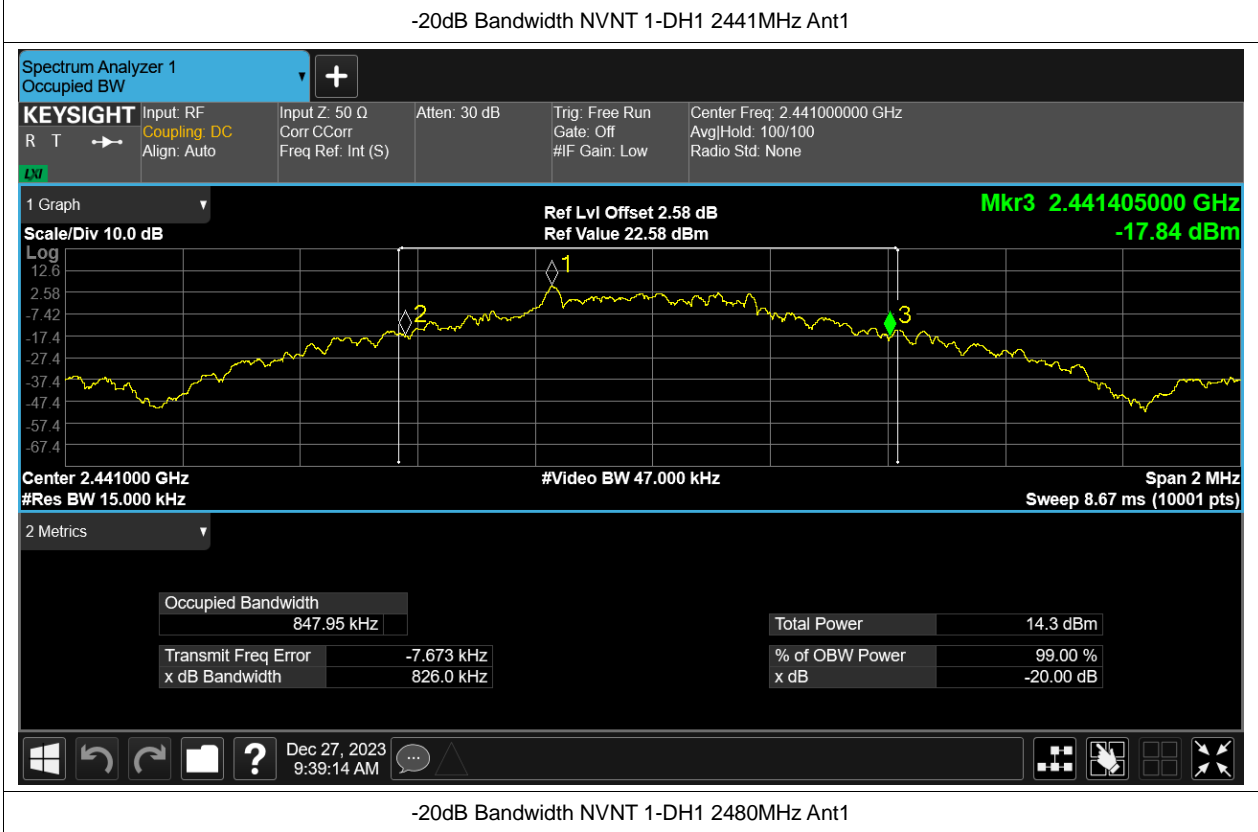 -20dB Bandwidth NVNT 1-DH1 2441MHz Ant1
Spectrum Analyzer 1
Occupied BW
KEYSIGHT
R T
LXI
Input: RF
Coupling: DC
Align: Auto
Input Z: 50 Ω
Corr CCorr
Freq Ref: Int (S)
Atten: 30 dB
Trig: Free Run
Gate: Off
#IF Gain: Low
Center Freq: 2.441000000 GHz
Avg|Hold: 100/100
Radio Std: None
1 Graph
Scale/Div 10.0 dB
Ref Lvl Offset 2.58 dB
Ref Value 22.58 dBm
Mkr3 2.441405000 GHz
-17.84 dBm
Log
12.6
2.58
-7.42
-17.4
-27.4
-37.4
-47.4
-57.4
-67.4
1
2
3
Center 2.441000 GHz
#Res BW 15.000 kHz
#Video BW 47.000 kHz
Span 2 MHz
Sweep 8.67 ms (10001 pts)
2 Metrics
Occupied Bandwidth
847.95 kHz
Transmit Freq Error -7.673 kHz
x dB Bandwidth 826.0 kHz
Total Power 14.3 dBm
% of OBW Power 99.00 %
x dB -20.00 dB
?
Dec 27, 2023
9:39:14 AM
-20dB Bandwidth NVNT 1-DH1 2480MHz Ant1